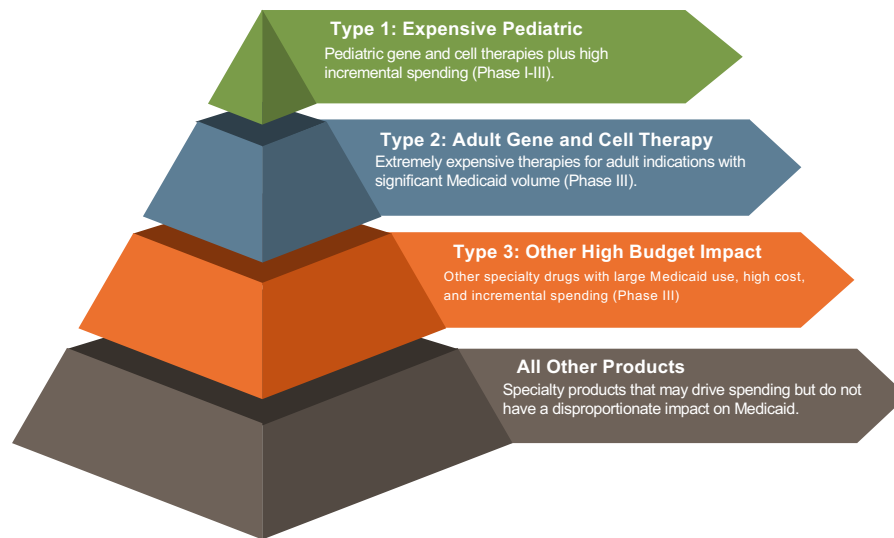 Type 1: Expensive Pediatric
Pediatric gene and cell therapies plus high
incremental spending (Phase I-III).
Type 2: Adult Gene and Cell Therapy
Extremely expensive therapies for adult indications with
significant Medicaid volume (Phase III).
Type 3: Other High Budget Impact
Other specialty drugs with large Medicaid use, high cost,
and incremental spending (Phase III)
All Other Products
Specialty products that may drive spending but do not
have a disproportionate impact on Medicaid.